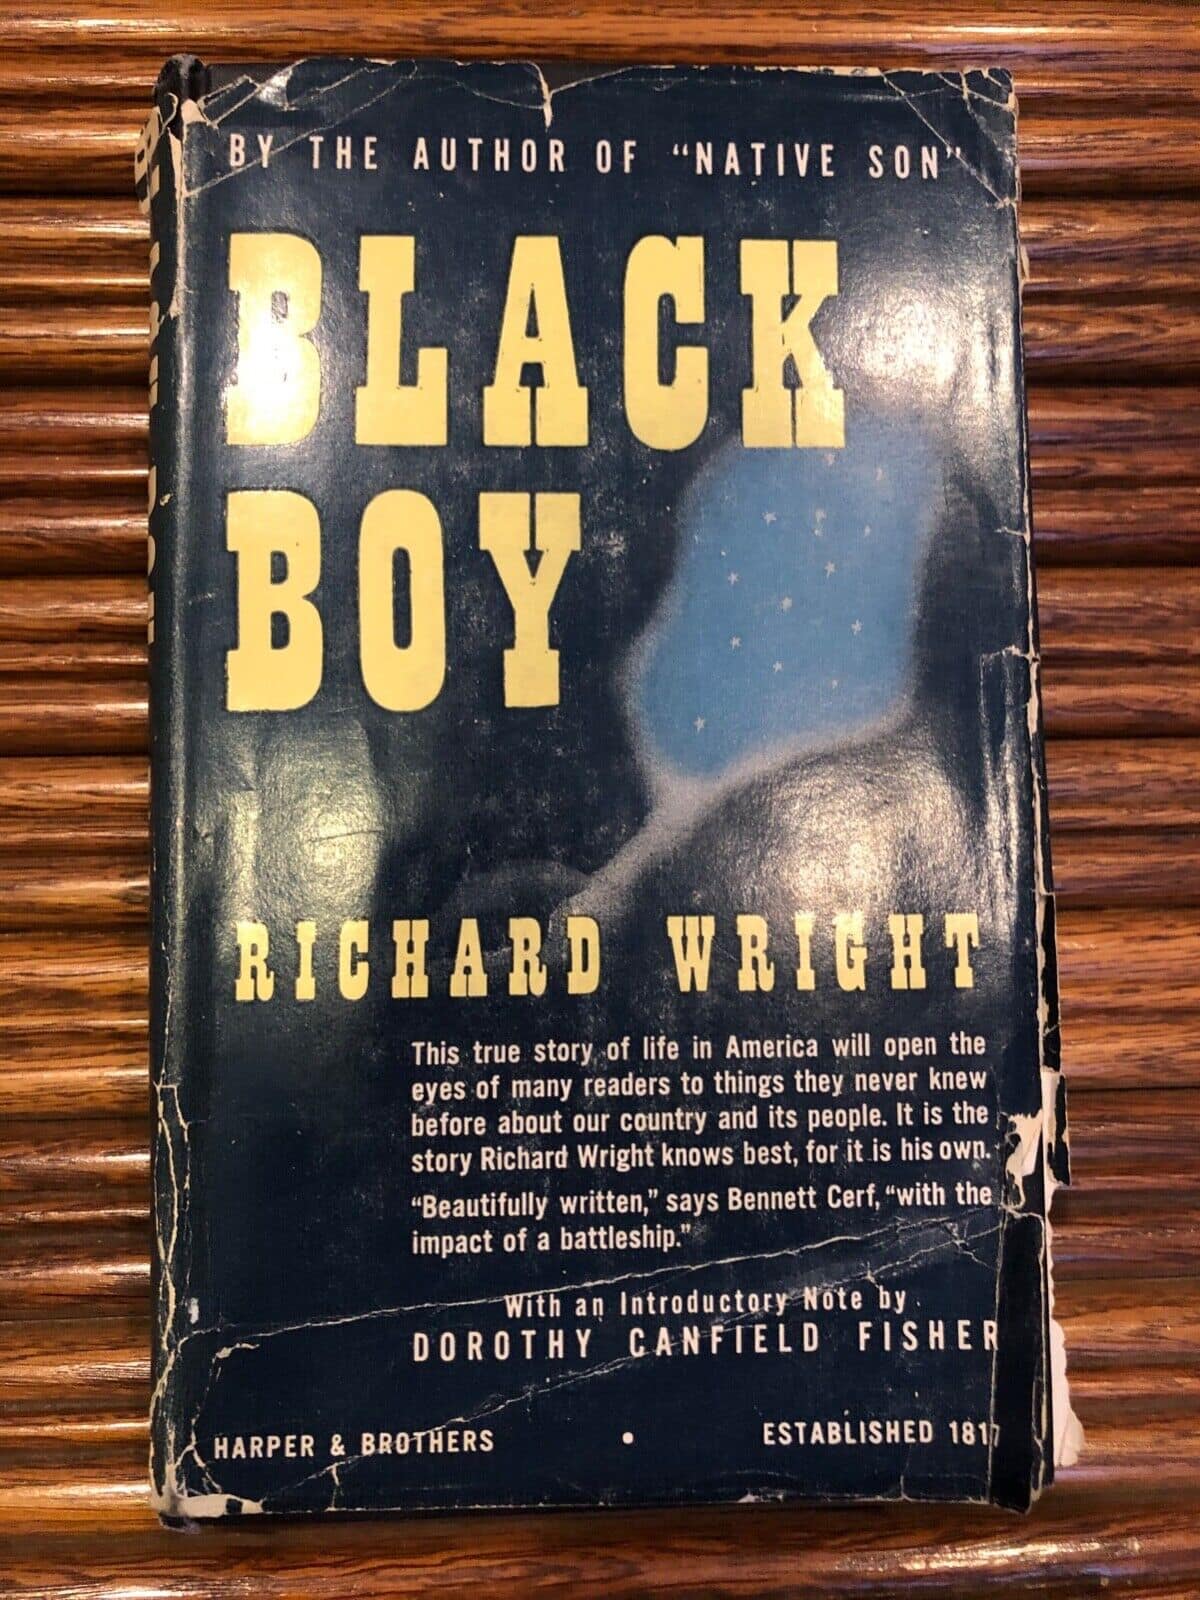 BY THE AUTHOR OF "NATIVE SON"
BLACK
BOY
RICHARD WRIGHT
This true story of life in America will open the
eyes of many readers to things they never knew
before about our country and its people. It is the
story Richard Wright knows best, for it is his own.
"Beautifully written," says Bennett Cerf, "with the
impact of a battleship."
With an Introductory Note by
DOROTHY CANFIELD FISHER
HARPER & BROTHERS • ESTABLISHED 1817